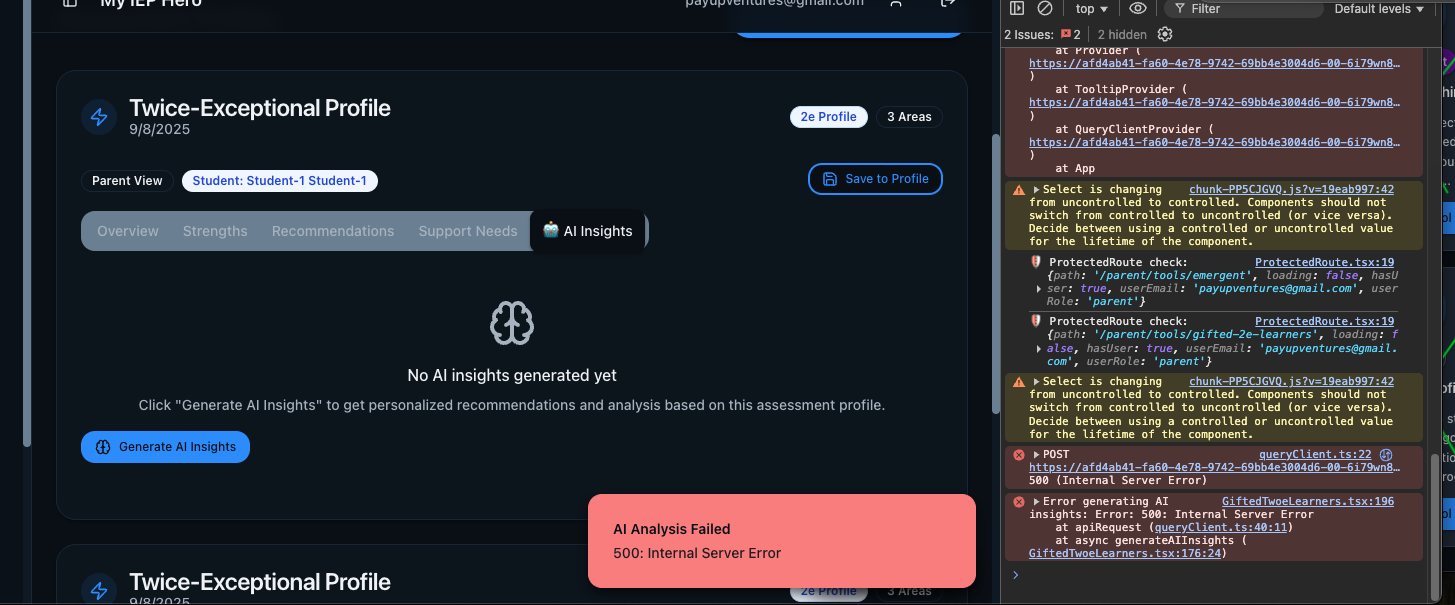 My IEP Hero
payupventures@gmail.com
Twice-Exceptional Profile
9/8/2025
2e Profile
3 Areas
Parent View
Student: Student-1 Student-1
Save to Profile
Overview
Strengths
Recommendations
Support Needs
AI Insights
No AI insights generated yet
Click "Generate AI Insights" to get personalized recommendations and analysis based on this assessment profile.
Generate AI Insights
AI Analysis Failed
500: Internal Server Error
Twice-Exceptional Profile
9/8/2025
2e Profile
3 Areas
top
Filter
Default levels
2 Issues: 2
2 hidden
at Provider (
https://afd4ab41-fa60-4e78-9742-69bb4e3004d6-00-6i79wn8…
)
at TooltipProvider (
https://afd4ab41-fa60-4e78-9742-69bb4e3004d6-00-6i79wn8…
)
at QueryClientProvider (
https://afd4ab41-fa60-4e78-9742-69bb4e3004d6-00-6i79wn8…
)
at App
Select is changing chunk-PP5CJGVQ.js?v=19eab997:42
from uncontrolled to controlled. Components should not
switch from controlled to uncontrolled (or vice versa).
Decide between using a controlled or uncontrolled value
for the lifetime of the component.
ProtectedRoute check: ProtectedRoute.tsx:19
{path: '/parent/tools/emergent', loading: false, hasU
ser: true, userEmail: 'payupventures@gmail.com', user
Role: 'parent'}
ProtectedRoute check: ProtectedRoute.tsx:19
{path: '/parent/tools/gifted-2e-learners', loading: f
alse, hasUser: true, userEmail: 'payupventures@gmail.
com', userRole: 'parent'}
Select is changing chunk-PP5CJGVQ.js?v=19eab997:42
from uncontrolled to controlled. Components should not
switch from controlled to uncontrolled (or vice versa).
Decide between using a controlled or uncontrolled value
for the lifetime of the component.
POST queryClient.ts:22
https://afd4ab41-fa60-4e78-9742-69bb4e3004d6-00-6i79wn8…
500 (Internal Server Error)
Error generating AI GiftedTwoeLearners.tsx:196
insights: Error: 500: Internal Server Error
at apiRequest (queryClient.ts:40:11)
at async generateAIInsights (
GiftedTwoeLearners.tsx:176:24)